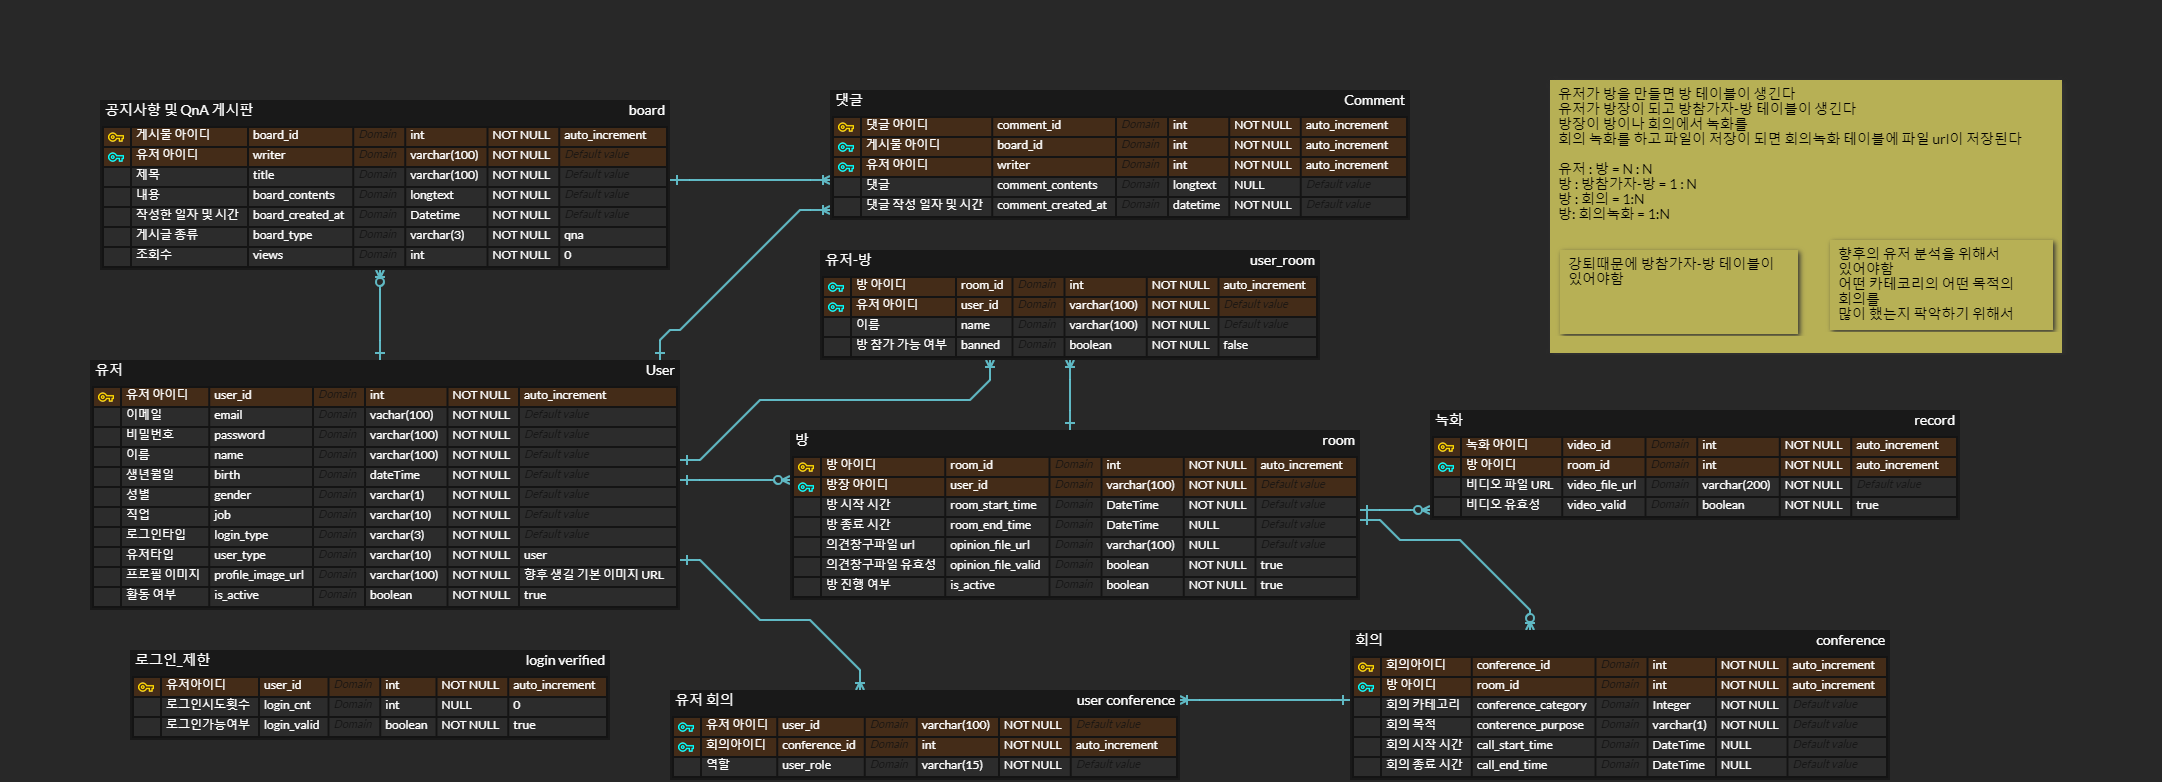 공지사항 및 QnA 게시판 board
게시물 아이디 board_id Domain int NOT NULL auto_increment
유저 아이디 writer Domain varchar(100) NOT NULL Default value
제목 title Domain varchar(100) NOT NULL Default value
내용 board_contents Domain longtext NOT NULL Default value
작성한 일자 및 시간 board_created_at Domain Datetime NOT NULL Default value
게시글 종류 board_type Domain varchar(3) NOT NULL qna
조회수 views Domain int NOT NULL 0
댓글 Comment
댓글 아이디 comment_id Domain int NOT NULL auto_increment
게시물 아이디 board_id Domain int NOT NULL auto_increment
유저 아이디 writer Domain int NOT NULL auto_increment
댓글 comment_contents Domain longtext NULL Default value
댓글 작성 일자 및 시간 comment_created_at Domain datetime NOT NULL Default value
유저가 방을 만들면 방 테이블이 생긴다
유저가 방장이 되고 방참가자-방 테이블이 생긴다
방장이 방이나 회의에서 녹화를
회의 녹화를 하고 파일이 저장이 되면 회의녹화 테이블에 파일 url이 저장된다
유저 : 방 = N : N
방 : 방참가자-방 = 1 : N
방 : 회의 = 1:N
방: 회의녹화 = 1:N
강퇴때문에 방참가자-방 테이블이
있어야함
향후의 유저 분석을 위해서
있어야함
어떤 카테코리의 어떤 목적의
회의를
많이 했는지 팍악하기 위해서
유저-방 user_room
방 아이디 room_id Domain int NOT NULL auto_increment
유저 아이디 user_id Domain varchar(100) NOT NULL Default value
이름 name Domain varchar(100) NOT NULL Default value
방 참가 가능 여부 banned Domain boolean NOT NULL false
유저 User
유저 아이디 user_id Domain int NOT NULL auto_increment
이메일 email Domain vachar(100) NOT NULL Default value
비밀번호 password Domain varchar(100) NOT NULL Default value
이름 name Domain varchar(100) NOT NULL Default value
생년월일 birth Domain dateTime NOT NULL Default value
성별 gender Domain varchar(1) NOT NULL Default value
직업 job Domain varchar(10) NOT NULL Default value
로그인타입 login_type Domain varchar(3) NOT NULL Default value
유저타입 user_type Domain varchar(10) NOT NULL user
프로필 이미지 profile_image_url Domain varchar(100) NOT NULL 향후 생길 기본 이미지 URL
활동 여부 is_active Domain boolean NOT NULL true
방 room
방 아이디 room_id Domain int NOT NULL auto_increment
방장 아이디 user_id Domain varchar(100) NOT NULL Default value
방 시작 시간 room_start_time Domain DateTime NOT NULL Default value
방 종료 시간 room_end_time Domain DateTime NULL Default value
의견창구파일 url opinion_file_url Domain varchar(100) NULL Default value
의견창구파일 유효성 opinion_file_valid Domain boolean NOT NULL true
방 진행 여부 is_active Domain boolean NOT NULL true
녹화 record
녹화 아이디 video_id Domain int NOT NULL auto_increment
방 아이디 room_id Domain int NOT NULL auto_increment
비디오 파일 URL video_file_url Domain varchar(200) NOT NULL Default value
비디오 유효성 video_valid Domain boolean NOT NULL true
로그인_제한 login verified
유저아이디 user_id Domain int NOT NULL auto_increment
로그인시도횟수 login_cnt Domain int NULL 0
로그인가능여부 login_valid Domain boolean NOT NULL true
유저 회의 user conference
유저 아이디 user_id Domain varchar(100) NOT NULL Default value
회의아이디 conference_id Domain int NOT NULL auto_increment
역할 user_role Domain varchar(15) NOT NULL Default value
회의 conference
회의아이디 conference_id Domain int NOT NULL auto_increment
방 아이디 room_id Domain int NOT NULL auto_increment
회의 카테고리 conference_category Domain Integer NOT NULL Default value
회의 목적 conterence_purpose Domain varchar(1) NOT NULL Default value
회의 시작 시간 call_start_time Domain DateTime NULL Default value
회의 종료 시간 call_end_time Domain DateTime NULL Default value